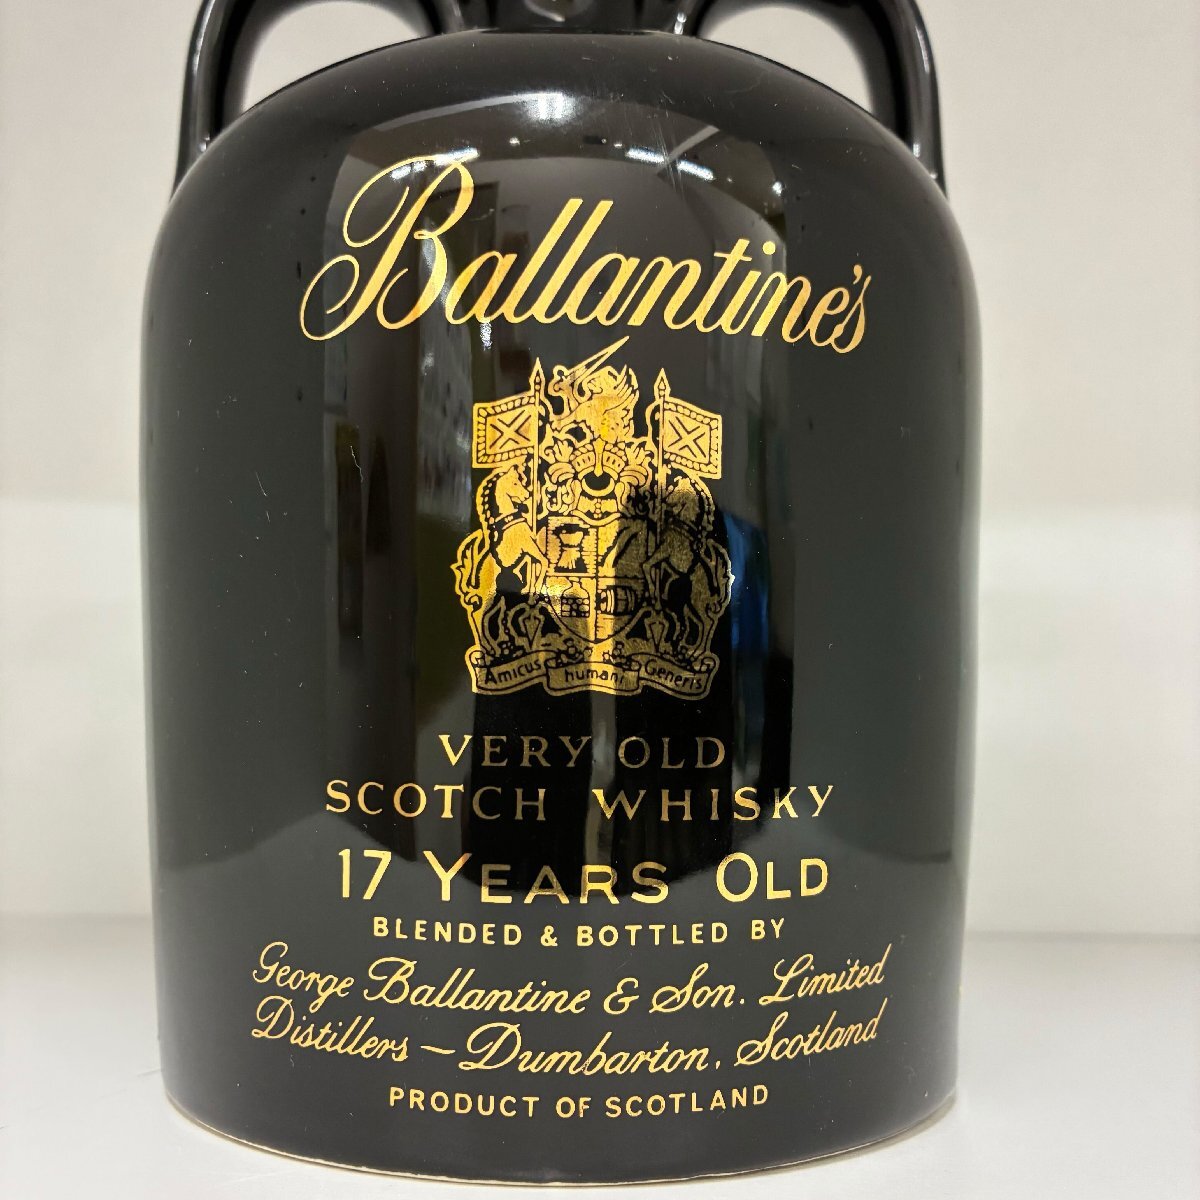 Ballantine's
Amicus humani Generis
VERY OLD
SCOTCH WHISKY
17 YEARS OLD
BLENDED & BOTTLED BY
George Ballantine & Son. Limited
Distillers — Dumbarton, Scotland
PRODUCT OF SCOTLAND